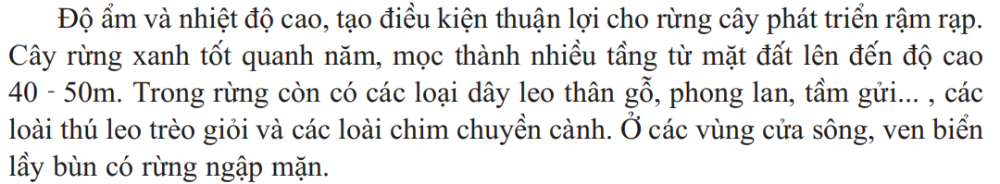 Độ ẩm và nhiệt độ cao, tạo điều kiện thuận lợi cho rừng cây phát triển rậm rạp.
Cây rừng xanh tốt quanh năm, mọc thành nhiều tầng từ mặt đất lên đến độ cao
40 - 50m. Trong rừng còn có các loại dây leo thân gỗ, phong lan, tầm gửi... , các
loài thú leo trèo giỏi và các loài chim chuyền cành. Ở các vùng cửa sông, ven biển
lầy bùn có rừng ngập mặn.